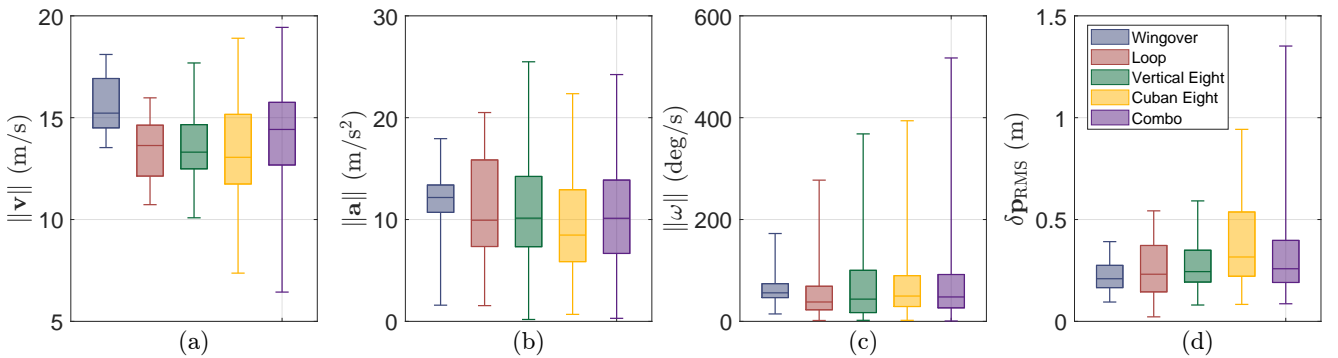 20
15
10
5
||v|| (m/s)
(a)
30
20
10
0
||a|| (m/s²)
(b)
600
400
200
0
||ω|| (deg/s)
(c)
1.5
1
0.5
0
δp_RMS (m)
Wingover
Loop
Vertical Eight
Cuban Eight
Combo
(d)